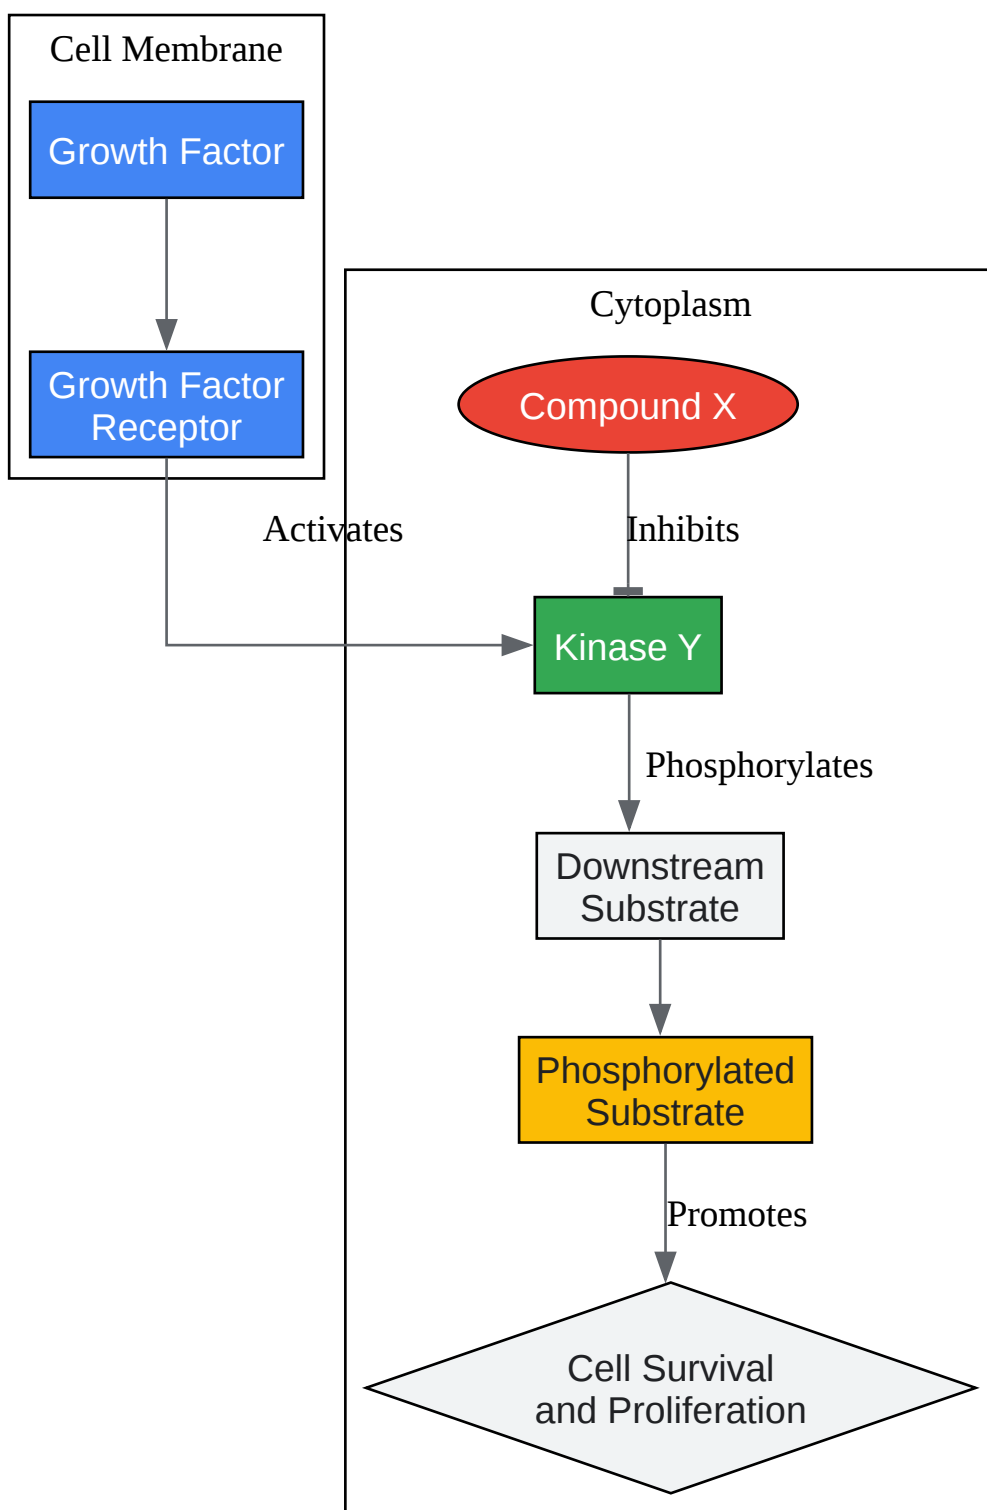 Cell Membrane
Growth Factor
Growth Factor
Receptor
Cytoplasm
Compound X
Activates
Inhibits
Kinase Y
Phosphorylates
Downstream
Substrate
Phosphorylated
Substrate
Promotes
Cell Survival
and Proliferation